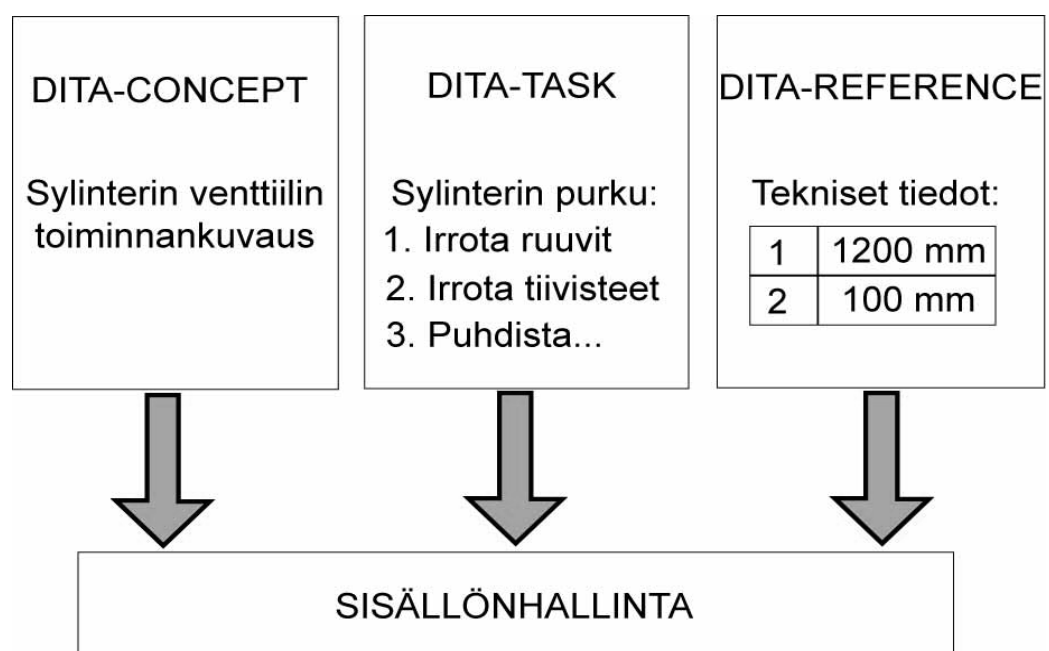 DITA-CONCEPT
Sylinterin venttiilin
toiminnankuvaus
DITA-TASK
Sylinterin purku:
1. Irrota ruuvit
2. Irrota tiivisteet
3. Puhdista...
DITA-REFERENCE
Tekniset tiedot:
1 1200 mm
2 100 mm
SISÄLLÖNHALLINTA